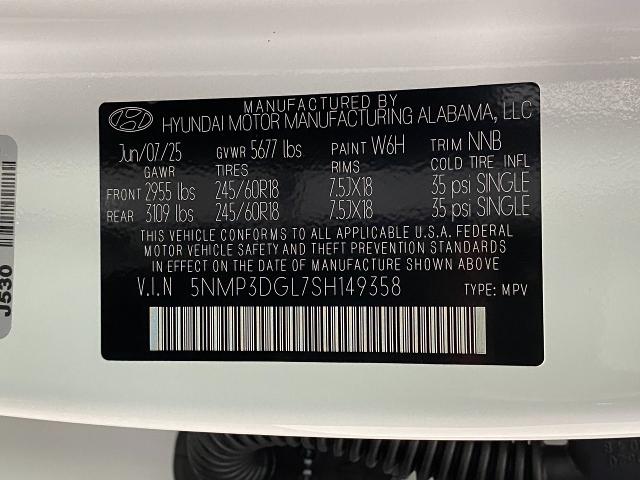 MANUFACTURED BY
HYUNDAI MOTOR MANUFACTURING ALABAMA, LLC
Jun/07/25 GVWR 5677 lbs PAINT W6H TRIM NNB
GAWR TIRES RIMS COLD TIRE INFL
FRONT 2955 lbs 245/60R18 7.5JX18 35 psi SINGLE
REAR 3109 lbs 245/60R18 7.5JX18 35 psi SINGLE
THIS VEHICLE CONFORMS TO ALL APPLICABLE U.S.A. FEDERAL
MOTOR VEHICLE SAFETY AND THEFT PREVENTION STANDARDS
IN EFFECT ON THE DATE OF MANUFACTURE SHOWN ABOVE.
V.I.N 5NMP3DGL7SH149358 TYPE: MPV
J530